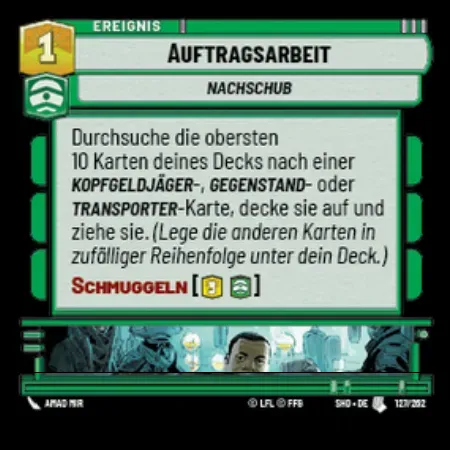 EREIGNIS
1
AUFTRAGSARBEIT
NACHSCHUB
Durchsuche die obersten
10 Karten deines Decks nach einer
KOPFGELDJÄGER-, GEGENSTAND- oder
TRANSPORTER-Karte, decke sie auf und
ziehe sie. (Lege die anderen Karten in
zufälliger Reihenfolge unter dein Deck.)
SCHMUGGELN [3]
AMAD MIR © LFL © FFG SHD • DE 127/262